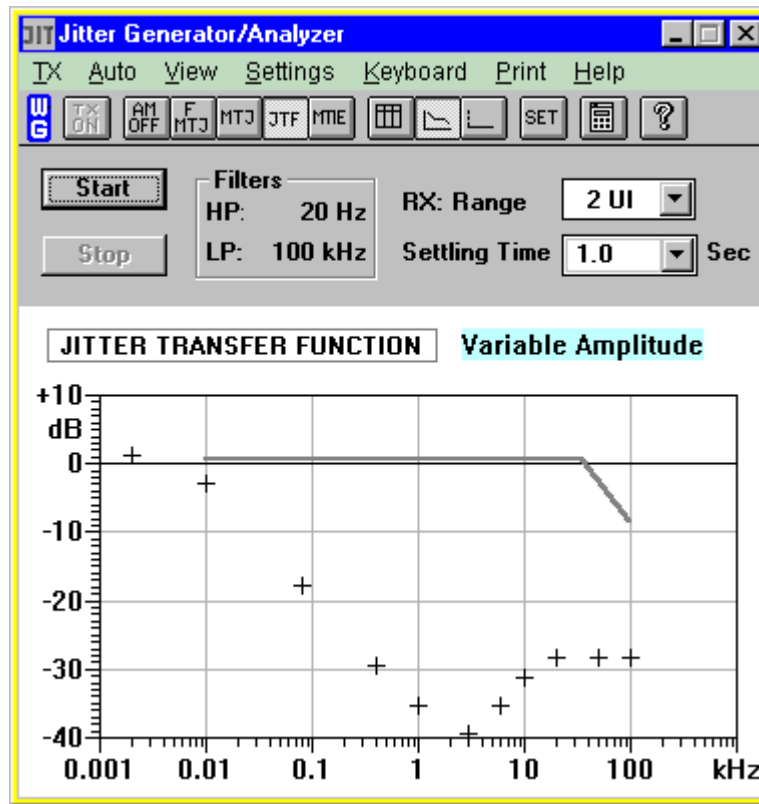 JIT Jitter Generator/Analyzer
TX Auto View Settings Keyboard Print Help
WG TX ON AM OFF F MTJ MTJ JTF MTIE SET ?
Start
Stop
Filters
HP: 20 Hz
LP: 100 kHz
RX: Range 2 UI
Settling Time 1.0 Sec
JITTER TRANSFER FUNCTION Variable Amplitude
+10
dB
0
-10
-20
-30
-40
0.001 0.01 0.1 1 10 100 kHz